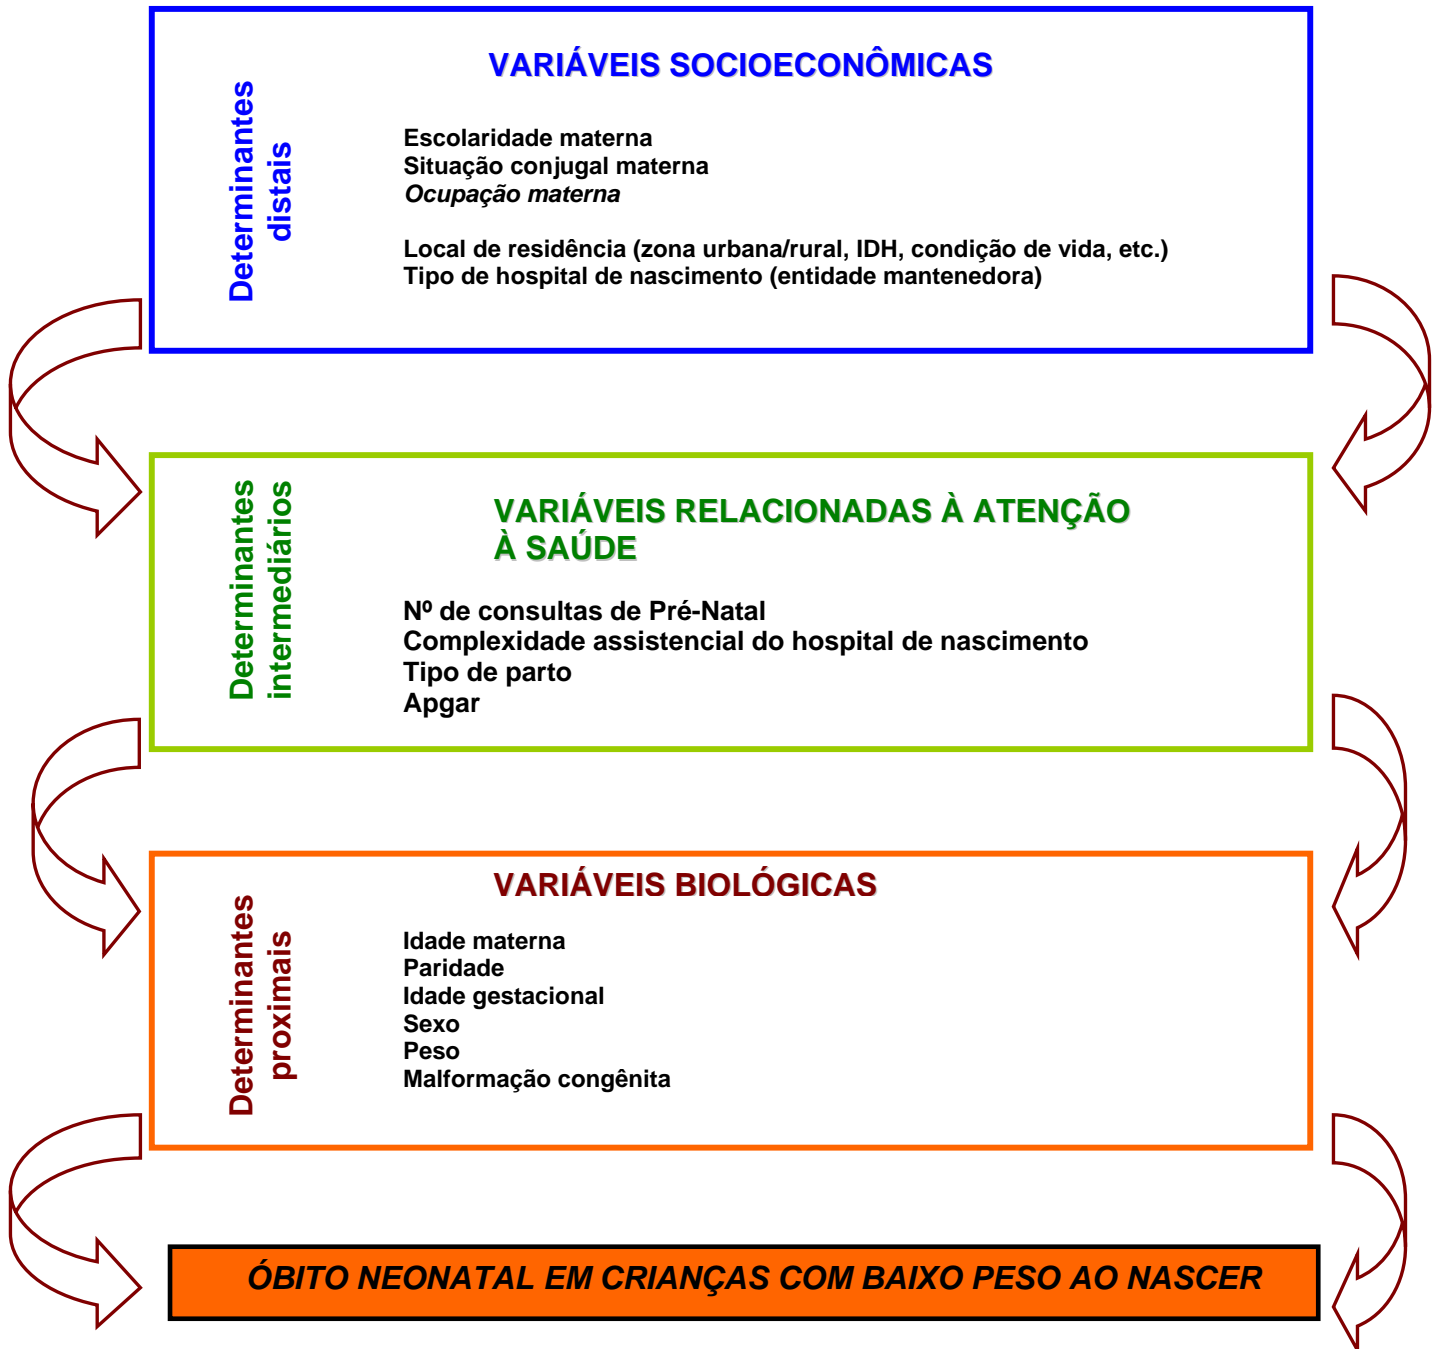 VARIÁVEIS SOCIOECONÔMICAS
Determinantes
distais
Escolaridade materna
Situação conjugal materna
Ocupação materna
Local de residência (zona urbana/rural, IDH, condição de vida, etc.)
Tipo de hospital de nascimento (entidade mantenedora)
Determinantes
intermediários
VARIÁVEIS RELACIONADAS À ATENÇÃO
À SAÚDE
Nº de consultas de Pré-Natal
Complexidade assistencial do hospital de nascimento
Tipo de parto
Apgar
Determinantes
proximais
VARIÁVEIS BIOLÓGICAS
Idade materna
Paridade
Idade gestacional
Sexo
Peso
Malformação congênita
ÓBITO NEONATAL EM CRIANÇAS COM BAIXO PESO AO NASCER